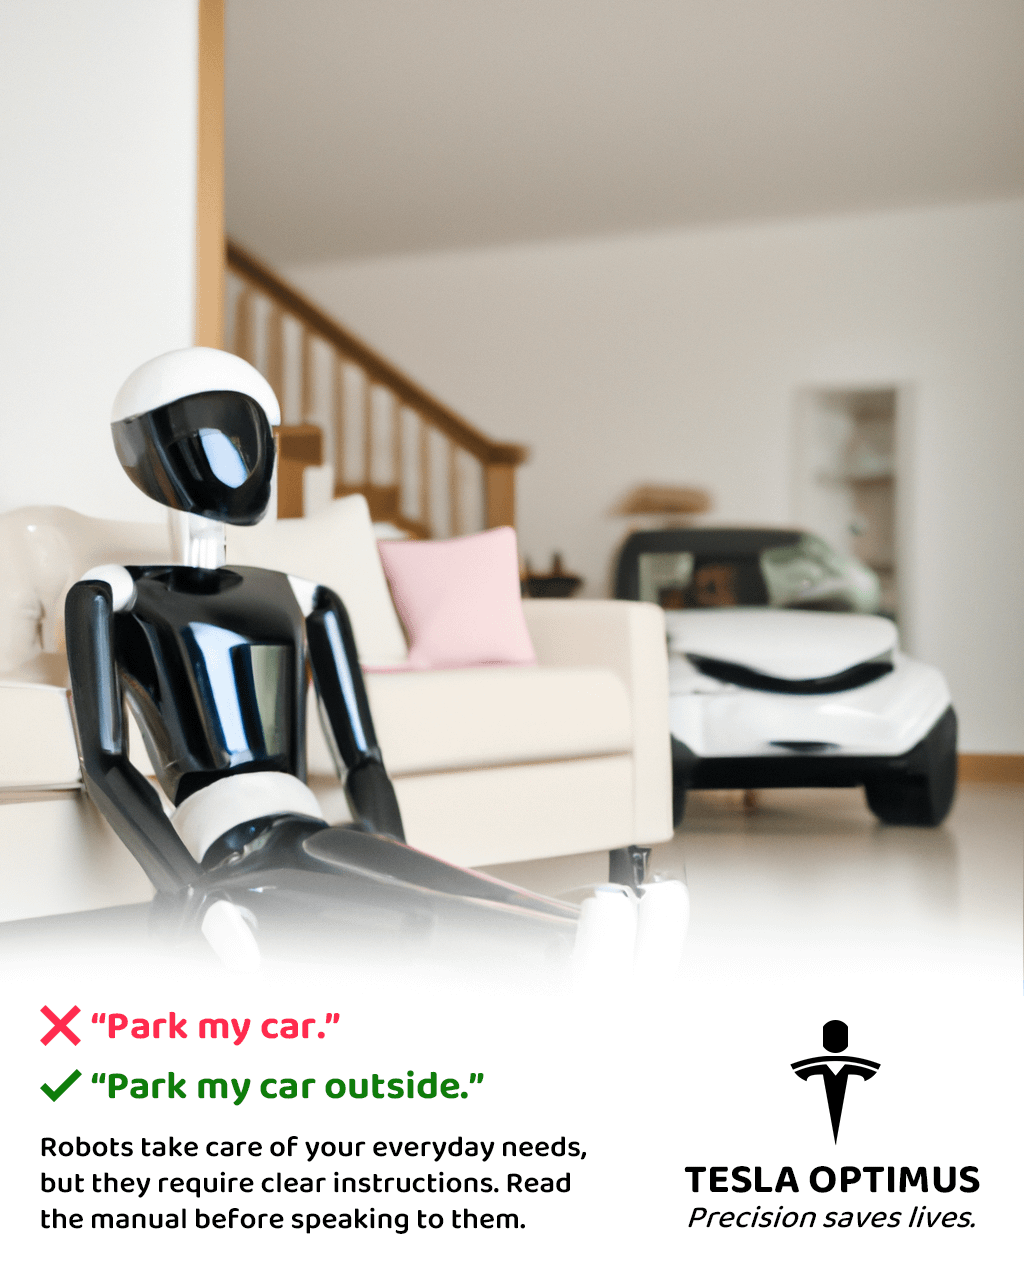 “Park my car.”
“Park my car outside.”
Robots take care of your everyday needs,
but they require clear instructions. Read
the manual before speaking to them.
TESLA OPTIMUS
Precision saves lives.